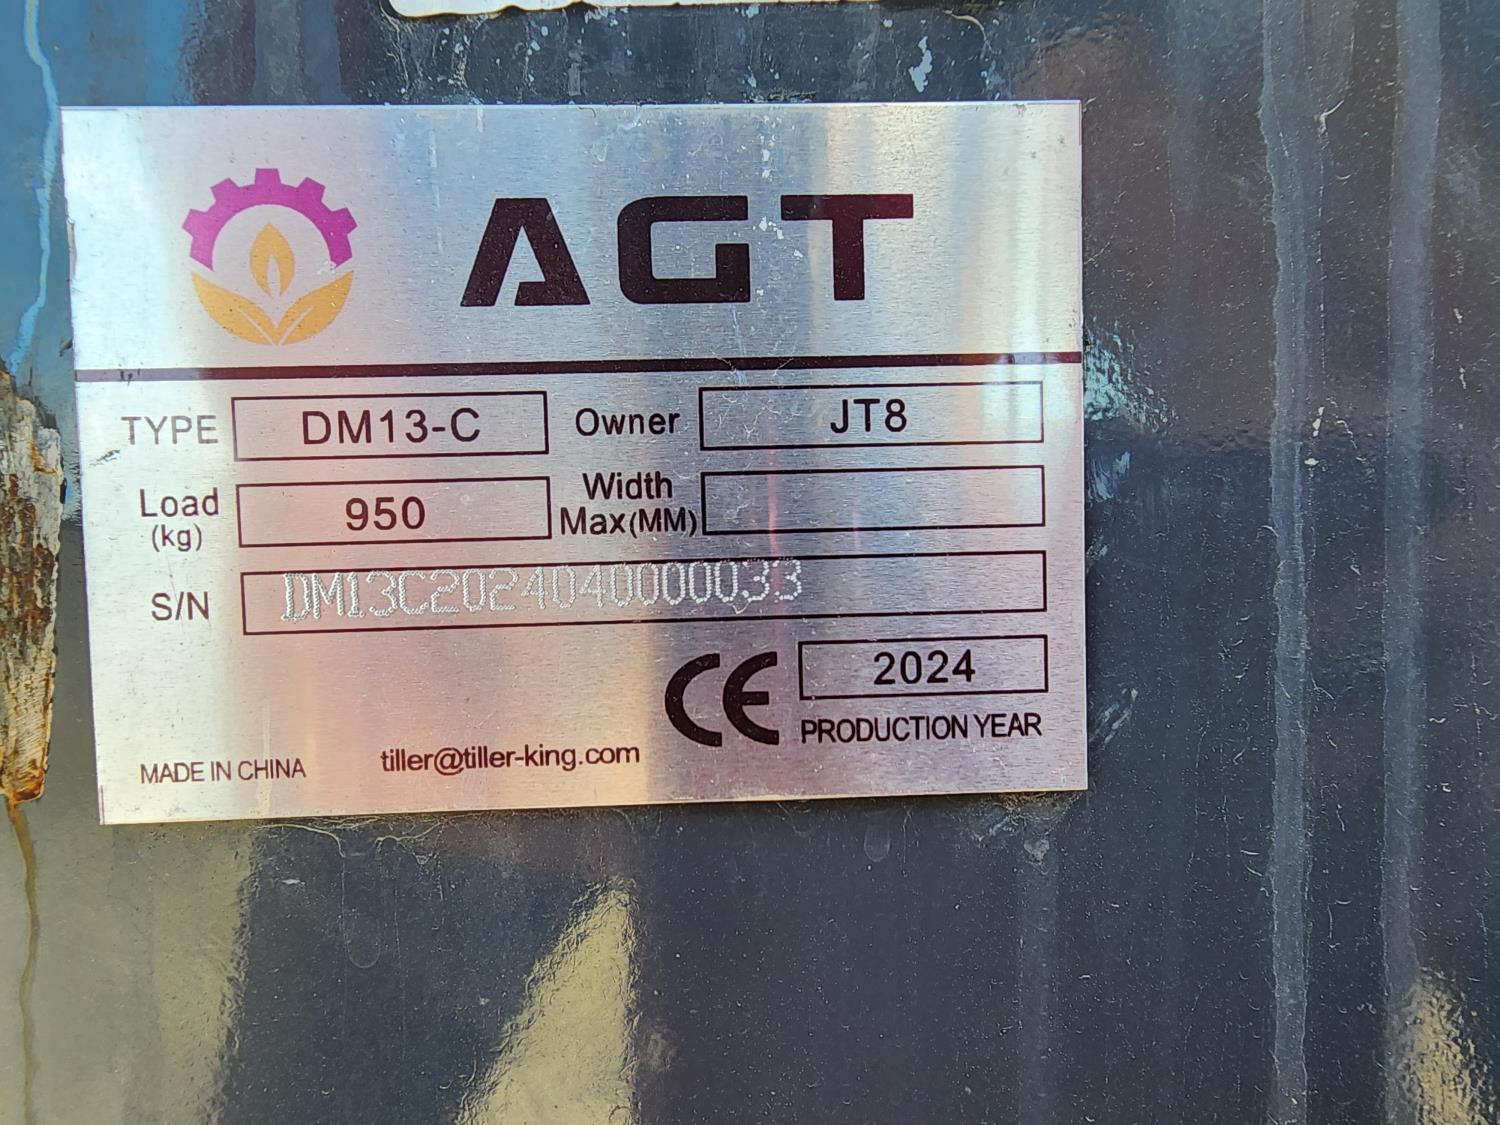 AGT
TYPE DM13-C Owner JT8
Load (kg) 950 Width Max(MM)
S/N DM13C2024040000033
CE 2024
PRODUCTION YEAR
MADE IN CHINA tiller@tiller-king.com